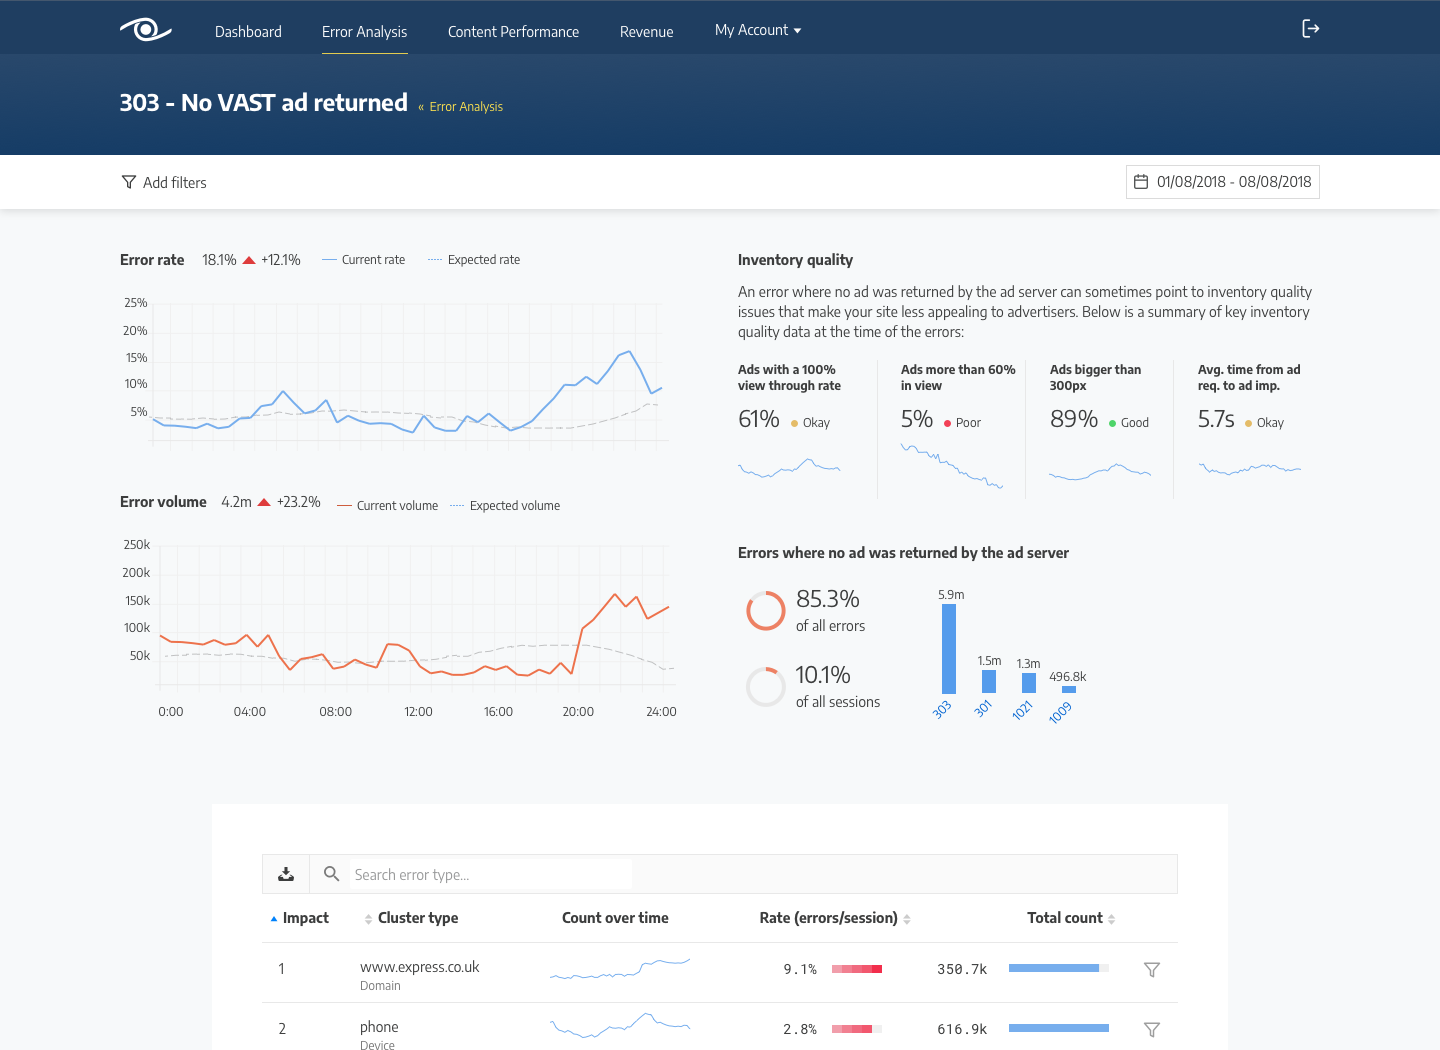 Dashboard Error Analysis Content Performance Revenue My Account
303 - No VAST ad returned « Error Analysis
Add filters
01/08/2018 - 08/08/2018
Error rate 18.1% +12.1% Current rate Expected rate
25%
20%
15%
10%
5%
Error volume 4.2m +23.2% Current volume Expected volume
250k
200k
150k
100k
50k
0:00 04:00 08:00 12:00 16:00 20:00 24:00
Inventory quality
An error where no ad was returned by the ad server can sometimes point to inventory quality
issues that make your site less appealing to advertisers. Below is a summary of key inventory
quality data at the time of the errors:
Ads with a 100%
view through rate
61% Okay
Ads more than 60%
in view
5% Poor
Ads bigger than
300px
89% Good
Avg. time from ad
req. to ad imp.
5.7s Okay
Errors where no ad was returned by the ad server
85.3%
of all errors
10.1%
of all sessions
5.9m
1.5m
1.3m
496.8k
303
301
1021
1009
Search error type...
Impact Cluster type Count over time Rate (errors/session) Total count
1 www.express.co.uk 9.1% 350.7k
Domain
2 phone 2.8% 616.9k
Device